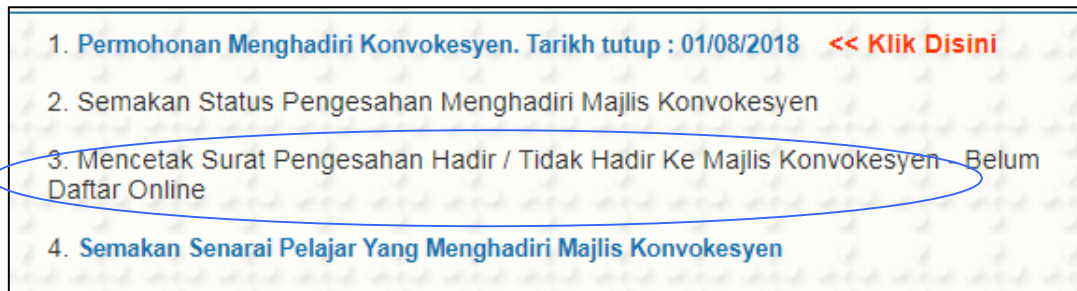 1. Permohonan Menghadiri Konvokesyen. Tarikh tutup : 01/08/2018 << Klik Disini
2. Semakan Status Pengesahan Menghadiri Majlis Konvokesyen
3. Mencetak Surat Pengesahan Hadir / Tidak Hadir Ke Majlis Konvokesyen - Belum
Daftar Online
4. Semakan Senarai Pelajar Yang Menghadiri Majlis Konvokesyen